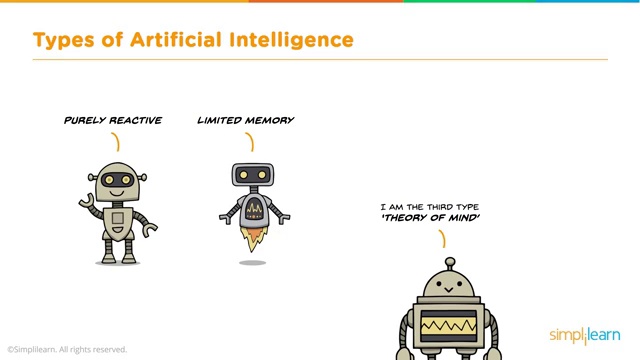 Types of Artificial Intelligence
PURELY REACTIVE
LIMITED MEMORY
I AM THE THIRD TYPE
'THEORY OF MIND'
©Simplilearn. All rights reserved.
simplilearn